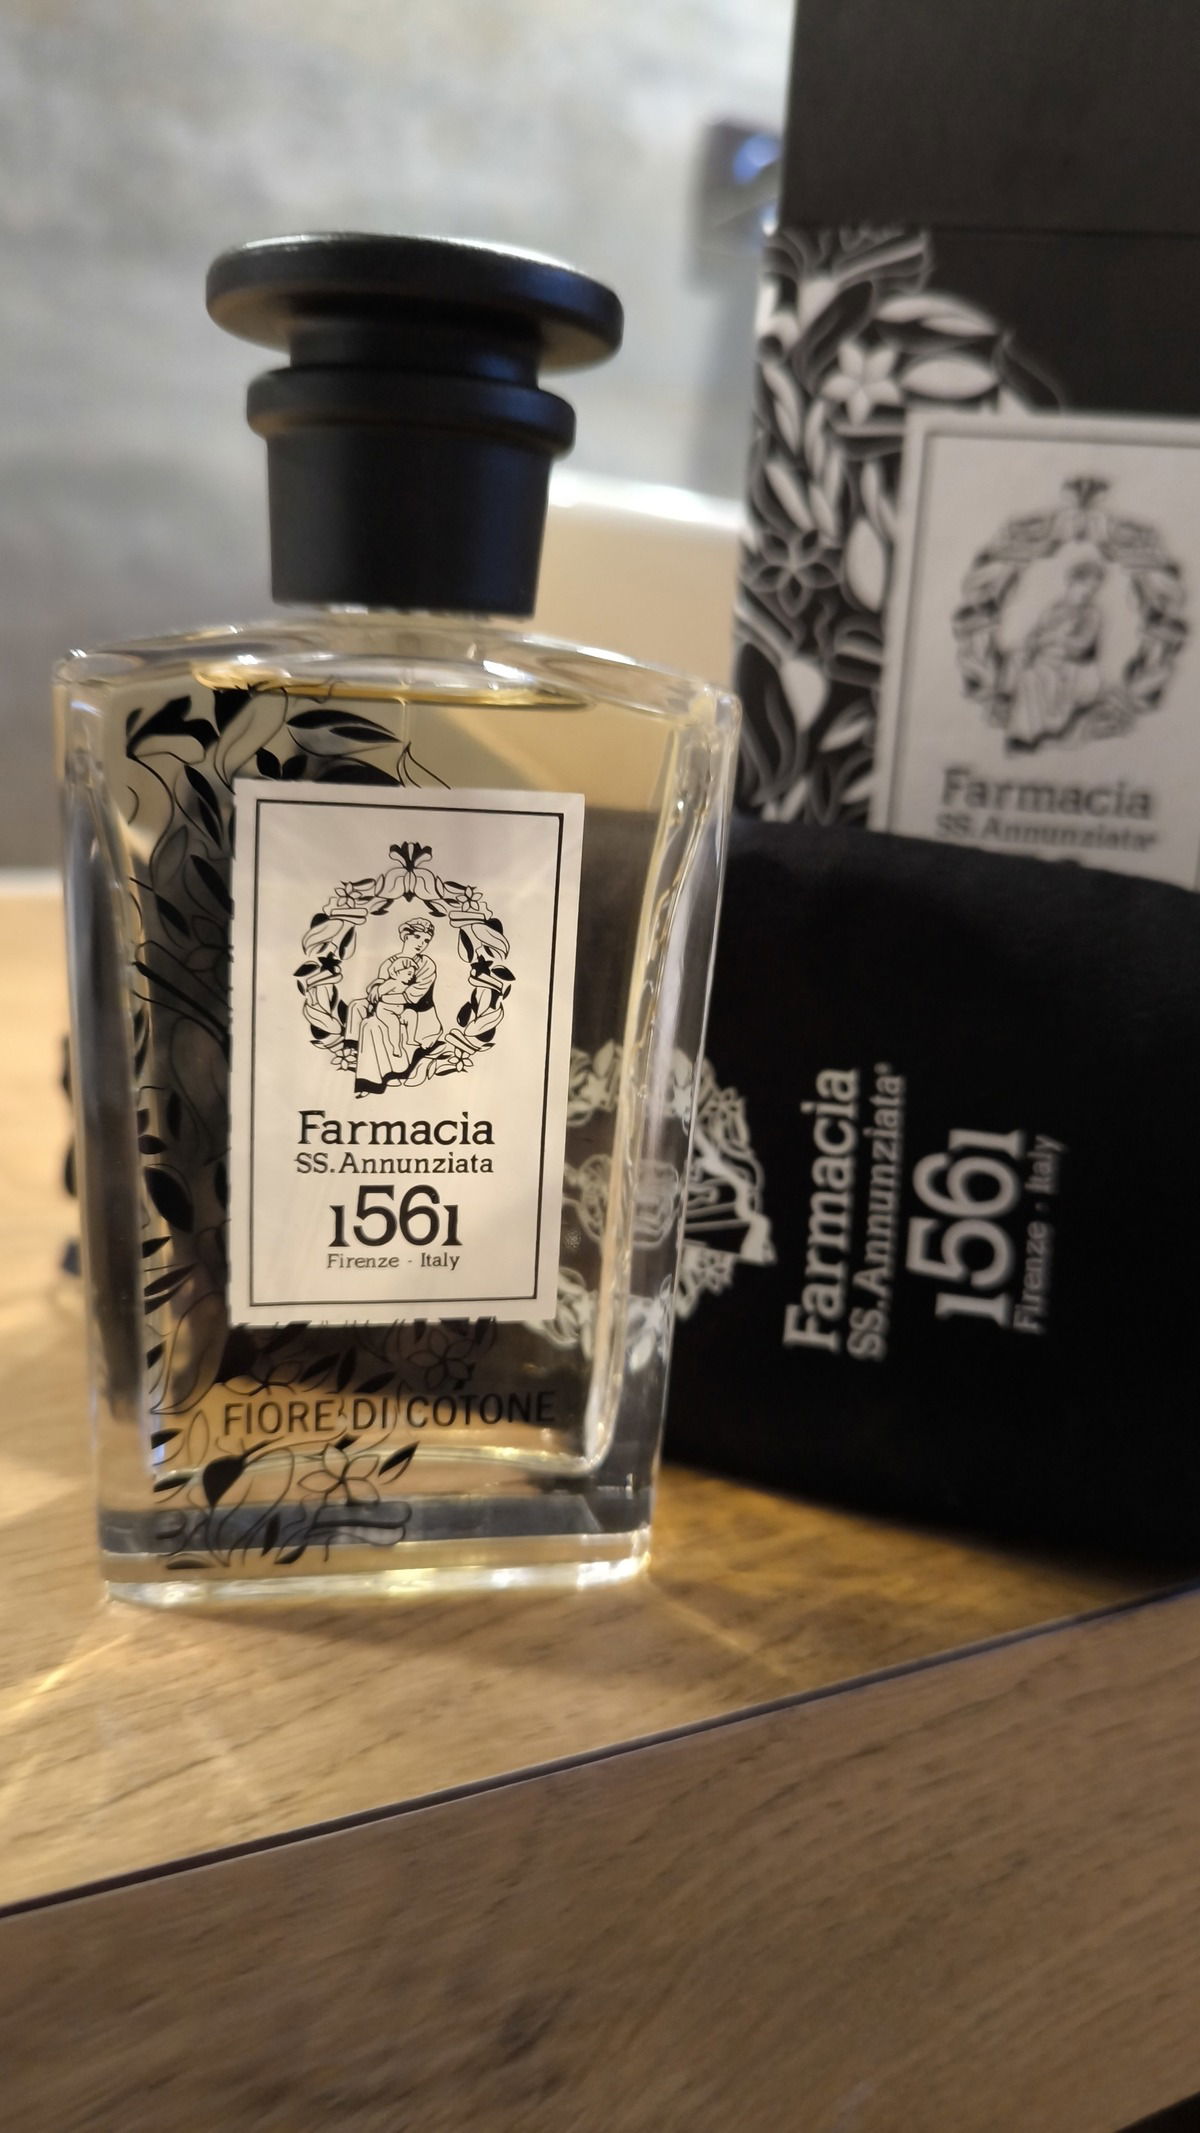 Farmacia
SS.Annunziata
1561
Firenze - Italy
FIORE DI COTONE
Farmacia
SS.Annunziata®
Farmacia
SS.Annunziata®
1561
Firenze - Italy